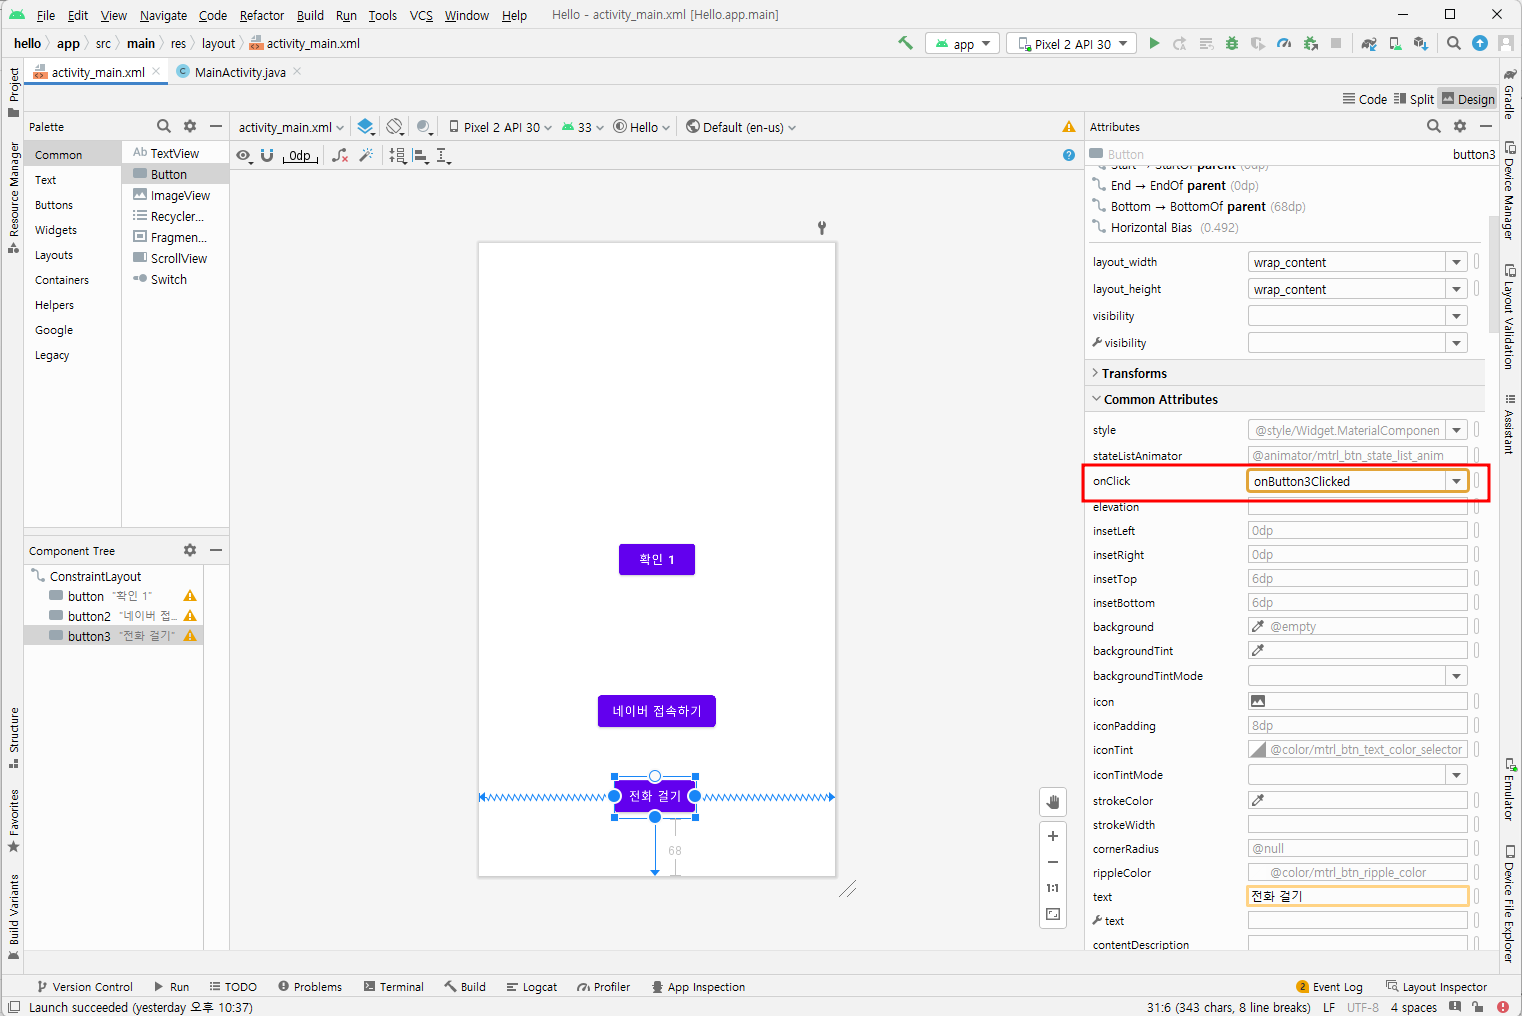 File Edit View Navigate Code Refactor Build Run Tools VCS Window Help Hello - activity_main.xml [Hello.app.main]
hello app src main res layout activity_main.xml app Pixel 2 API 30
activity_main.xml MainActivity.java
Code Split Design
Palette
activity_main.xml Pixel 2 API 30 33 Hello Default (en-us)
Attributes
0dp
Common
Text
Buttons
Widgets
Layouts
Containers
Helpers
Google
Legacy
Ab TextView
Button
ImageView
Recycler...
Fragmen...
ScrollView
Switch
Component Tree
ConstraintLayout
button "확인 1"
button2 "네이버 접...
button3 "전화 걸기"
확인 1
네이버 접속하기
전화 걸기
68
1:1
Button button3
Start → StartOf parent (0dp)
End → EndOf parent (0dp)
Bottom → BottomOf parent (68dp)
Horizontal Bias (0.492)
layout_width wrap_content
layout_height wrap_content
visibility
visibility
Transforms
Common Attributes
style @style/Widget.MaterialComponen
stateListAnimator @animator/mtrl_btn_state_list_anim
onClick onButton3Clicked
elevation
insetLeft 0dp
insetRight 0dp
insetTop 6dp
insetBottom 6dp
background @empty
backgroundTint
backgroundTintMode
icon
iconPadding 8dp
iconTint @color/mtrl_btn_text_color_selector
iconTintMode
strokeColor
strokeWidth
cornerRadius @null
rippleColor @color/mtrl_btn_ripple_color
text 전화 걸기
text
contentDescription
Project
Resource Manager
Structure
Favorites
Build Variants
Gradle
Device Manager
Layout Validation
Assistant
Emulator
Device File Explorer
Version Control Run TODO Problems Terminal Build Logcat Profiler App Inspection 2 Event Log Layout Inspector
Launch succeeded (yesterday 오후 10:37) 31:6 (343 chars, 8 line breaks) LF UTF-8 4 spaces